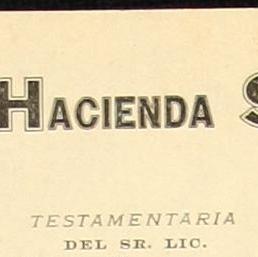 HACIENDA S
TESTAMENTARIA
DEL SR. LIC.